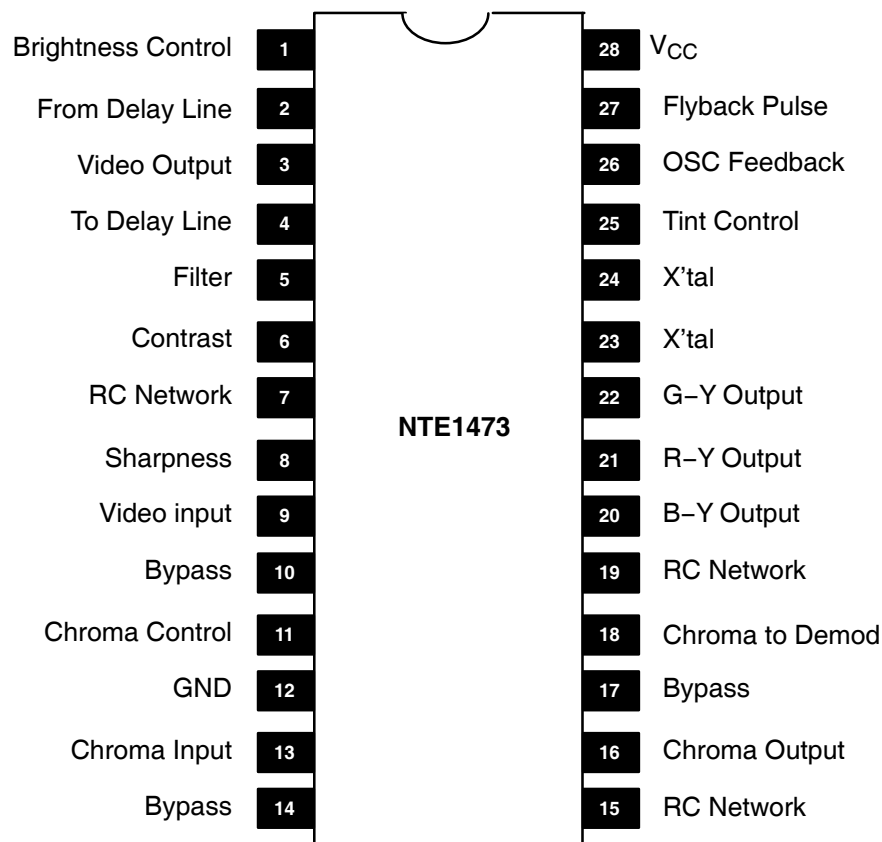 Brightness Control 1 28 VCC
From Delay Line 2 27 Flyback Pulse
Video Output 3 26 OSC Feedback
To Delay Line 4 25 Tint Control
Filter 5 24 X'tal
Contrast 6 23 X'tal
RC Network 7 22 G−Y Output
NTE1473
Sharpness 8 21 R−Y Output
Video input 9 20 B−Y Output
Bypass 10 19 RC Network
Chroma Control 11 18 Chroma to Demod
GND 12 17 Bypass
Chroma Input 13 16 Chroma Output
Bypass 14 15 RC Network